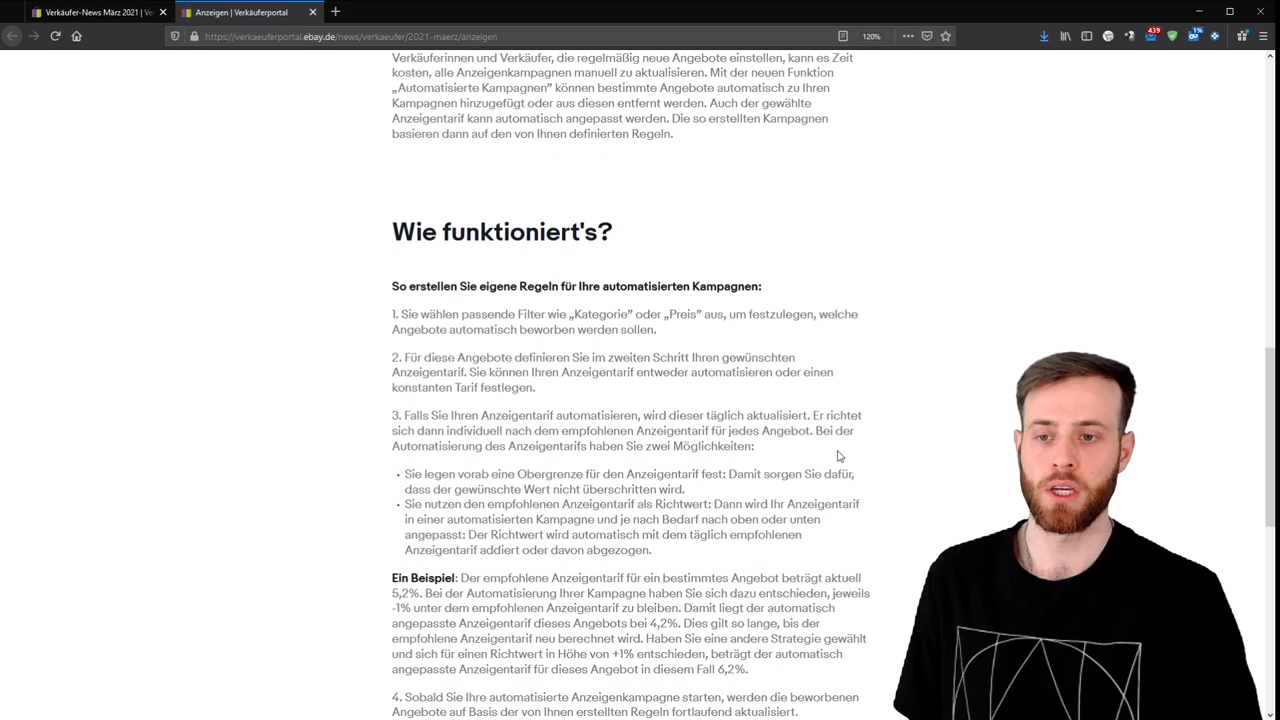 Verkäufer-News März 2021 | Ve
Anzeigen | Verkäuferportal
https://verkaeuferportal.ebay.de/news/verkaeufer/2021-maerz/anzeigen
120%
439
1%
Verkäuferinnen und Verkäufer, die regelmäßig neue Angebote einstellen, kann es Zeit
kosten, alle Anzeigenkampagnen manuell zu aktualisieren. Mit der neuen Funktion
„Automatisierte Kampagnen” können bestimmte Angebote automatisch zu Ihren
Kampagnen hinzugefügt oder aus diesen entfernt werden. Auch der gewählte
Anzeigentarif kann automatisch angepasst werden. Die so erstellten Kampagnen
basieren dann auf den von Ihnen definierten Regeln.
Wie funktioniert's?
So erstellen Sie eigene Regeln für Ihre automatisierten Kampagnen:
1. Sie wählen passende Filter wie „Kategorie” oder „Preis” aus, um festzulegen, welche
Angebote automatisch beworben werden sollen.
2. Für diese Angebote definieren Sie im zweiten Schritt Ihren gewünschten
Anzeigentarif. Sie können Ihren Anzeigentarif entweder automatisieren oder einen
konstanten Tarif festlegen.
3. Falls Sie Ihren Anzeigentarif automatisieren, wird dieser täglich aktualisiert. Er richtet
sich dann individuell nach dem empfohlenen Anzeigentarif für jedes Angebot. Bei der
Automatisierung des Anzeigentarifs haben Sie zwei Möglichkeiten:
• Sie legen vorab eine Obergrenze für den Anzeigentarif fest: Damit sorgen Sie dafür,
dass der gewünschte Wert nicht überschritten wird.
• Sie nutzen den empfohlenen Anzeigentarif als Richtwert: Dann wird Ihr Anzeigentarif
in einer automatisierten Kampagne und je nach Bedarf nach oben oder unten
angepasst: Der Richtwert wird automatisch mit dem täglich empfohlenen
Anzeigentarif addiert oder davon abgezogen.
Ein Beispiel: Der empfohlene Anzeigentarif für ein bestimmtes Angebot beträgt aktuell
5,2%. Bei der Automatisierung Ihrer Kampagne haben Sie sich dazu entschieden, jeweils
-1% unter dem empfohlenen Anzeigentarif zu bleiben. Damit liegt der automatisch
angepasste Anzeigentarif dieses Angebots bei 4,2%. Dies gilt so lange, bis der
empfohlene Anzeigentarif neu berechnet wird. Haben Sie eine andere Strategie gewählt
und sich für einen Richtwert in Höhe von +1% entschieden, beträgt der automatisch
angepasste Anzeigentarif für dieses Angebot in diesem Fall 6,2%.
4. Sobald Sie Ihre automatisierte Anzeigenkampagne starten, werden die beworbenen
Angebote auf Basis der von Ihnen erstellten Regeln fortlaufend aktualisiert.